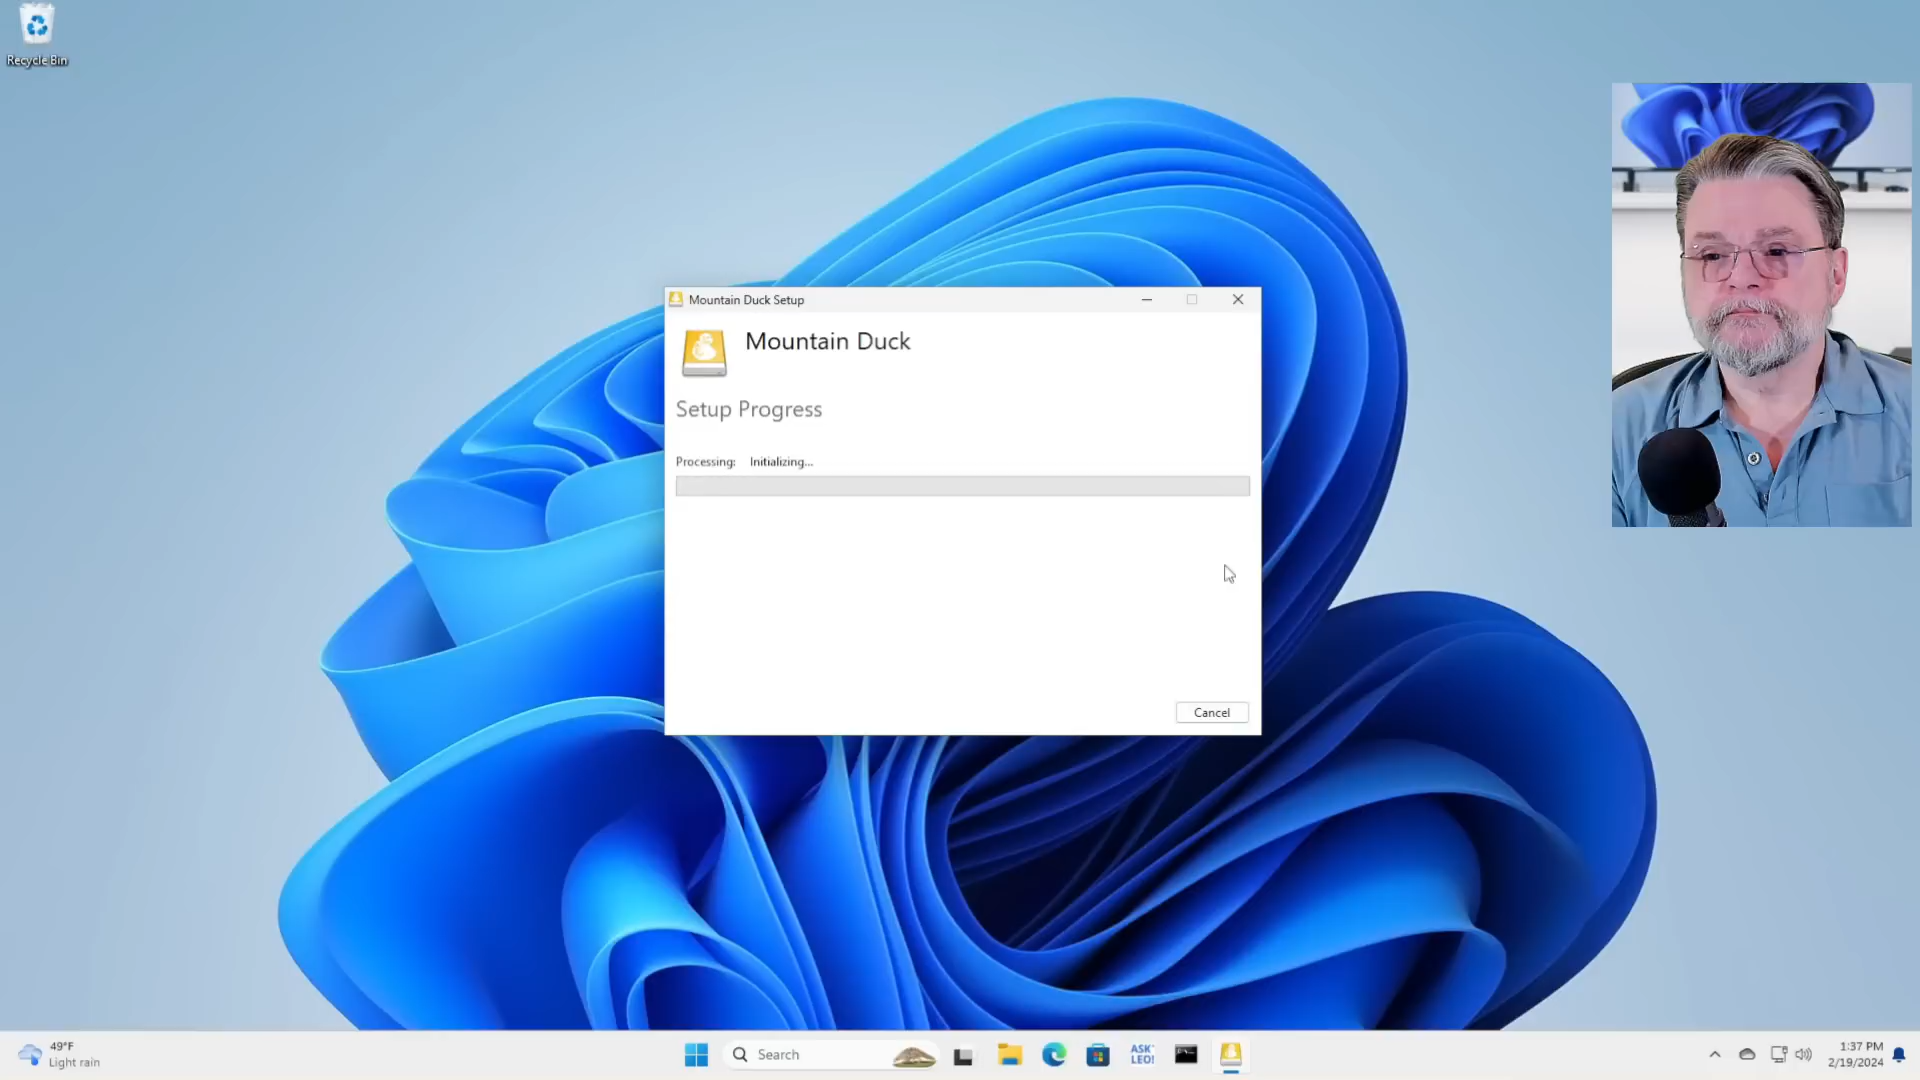 Recycle Bin
Mountain Duck Setup
Mountain Duck
Setup Progress
Processing: Initializing...
Cancel
49°F
Light rain
Search
ASK
LEO!
1:37 PM
2/19/2024